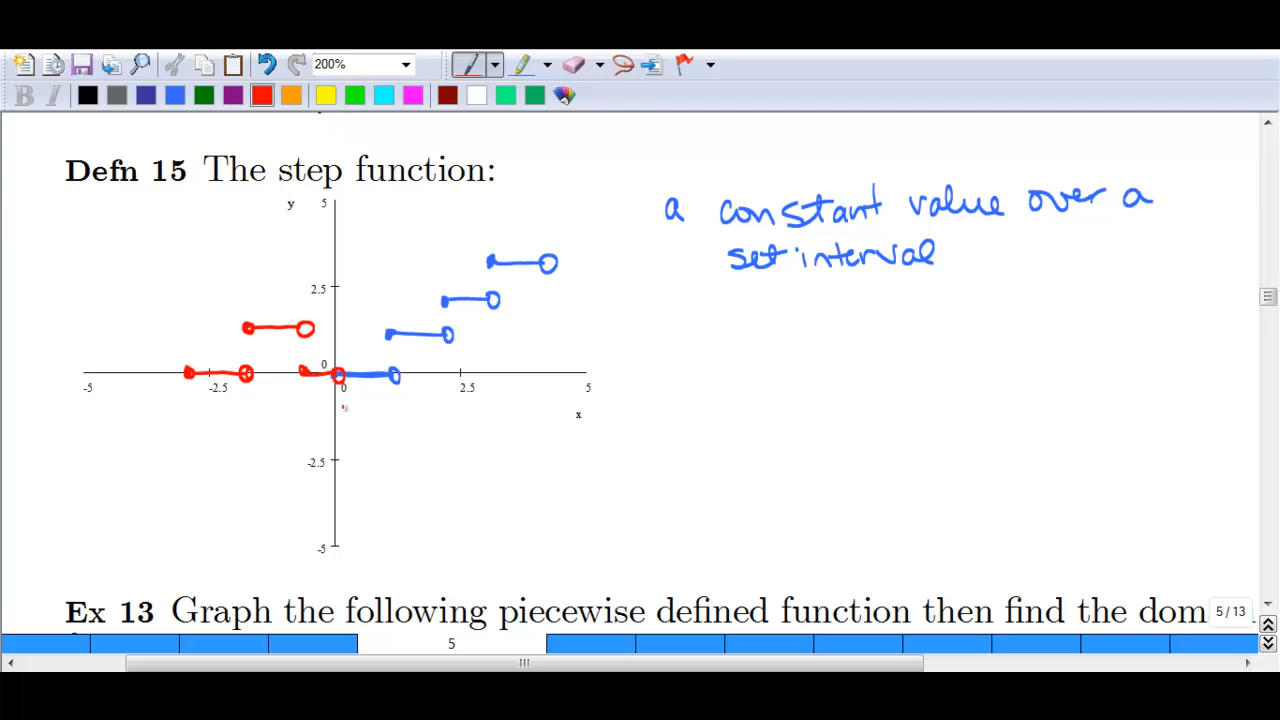 200%
B I
Defn 15 The step function:
a constant value over a
set interval
y 5
2.5
0
-5 -2.5 0 2.5 5
x
-2.5
-5
Ex 13 Graph the following piecewise defined function then find the dom
5 / 13
5